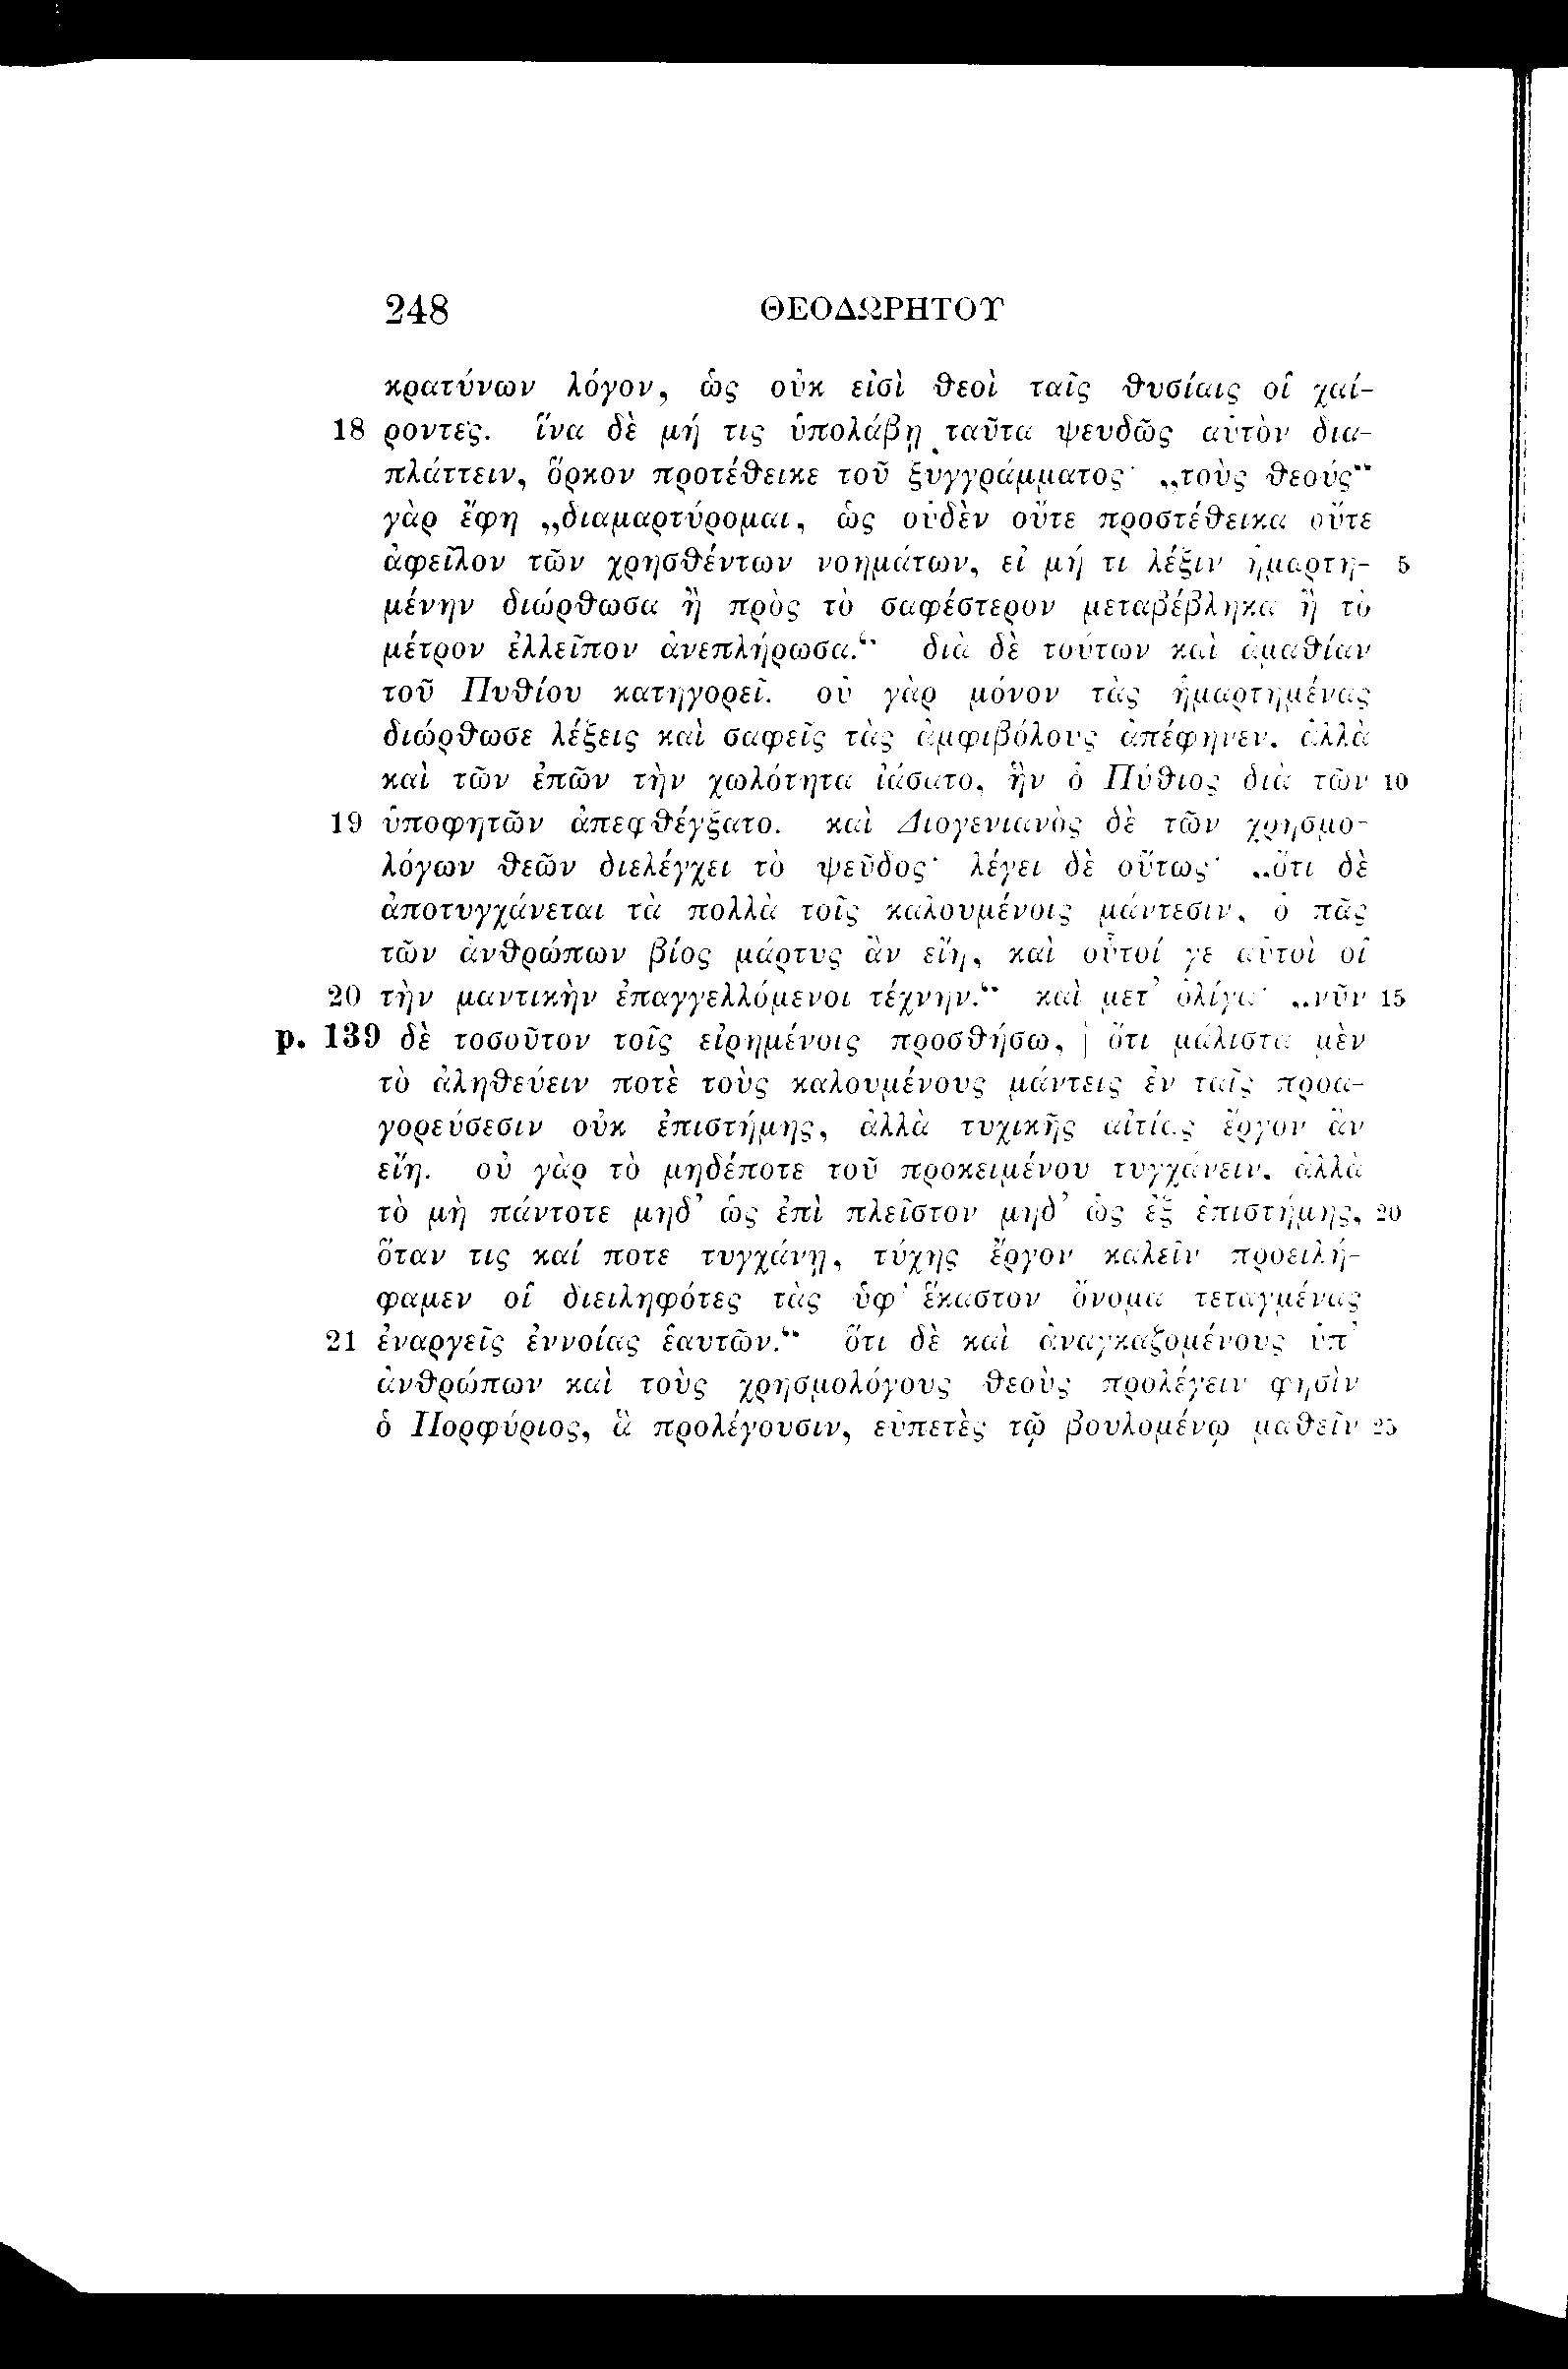 248 ΘΕΟΔΩΡΗΤΟΥ
κρατύνων λόγον, ὡς οὐκ εἰσὶ θεοὶ ταῖς θυσίαις οἱ χαί-
18 ροντες. ἵνα δὲ μή τις ὑπολάβῃ ταῦτα ψευδῶς αὐτὸν δια-
πλάττειν, ὅρκον προτέθεικε τοῦ ξυγγράμματος· „τοὺς θεούς“
γὰρ ἔφη „διαμαρτύρομαι, ὡς οὐδὲν οὔτε προστέθεικα οὔτε
ἀφεῖλον τῶν χρησθέντων νοημάτων, εἰ μή τι λέξιν ἡμαρτη- 5
μένην διώρθωσα ἢ πρὸς τὸ σαφέστερον μεταβέβληκα ἢ τὸ
μέτρον ἐλλεῖπον ἀνεπλήρωσα.“ διὰ δὲ τούτων καὶ ἀμαθίαν
τοῦ Πυθίου κατηγορεῖ. οὐ γὰρ μόνον τὰς ἡμαρτημένας
διώρθωσε λέξεις καὶ σαφεῖς τὰς ἀμφιβόλους ἀπέφηνεν, ἀλλὰ
καὶ τῶν ἐπῶν τὴν χωλότητα ἰάσατο, ἣν ὁ Πύθιος διὰ τῶν 10
19 ὑποφητῶν ἀπεφθέγξατο. καὶ Διογενιανὸς δὲ τῶν χρησμο-
λόγων θεῶν διελέγχει τὸ ψεῦδος· λέγει δὲ οὕτως· „ὅτι δὲ
ἀποτυγχάνεται τὰ πολλὰ τοῖς καλουμένοις μάντεσιν, ὁ πᾶς
τῶν ἀνθρώπων βίος μάρτυς ἂν εἴη, καὶ οὗτοί γε αὐτοὶ οἱ
20 τὴν μαντικὴν ἐπαγγελλόμενοι τέχνην.“ καὶ μετ᾽ ὀλίγα· „νῦν 15
p. 139 δὲ τοσοῦτον τοῖς εἰρημένοις προσθήσω, | ὅτι μάλιστα μὲν
τὸ ἀληθεύειν ποτὲ τοὺς καλουμένους μάντεις ἐν ταῖς προα-
γορεύσεσιν οὐκ ἐπιστήμης, ἀλλὰ τυχικῆς αἰτίας ἔργον ἂν
εἴη. οὐ γὰρ τὸ μηδέποτε τοῦ προκειμένου τυγχάνειν, ἀλλὰ
τὸ μὴ πάντοτε μηδ᾽ ὡς ἐπὶ πλεῖστον μηδ᾽ ὡς ἐξ ἐπιστήμης, 20
ὅταν τις καί ποτε τυγχάνῃ, τύχης ἔργον καλεῖν προειλή-
φαμεν οἱ διειληφότες τὰς ὑφ᾽ ἕκαστον ὄνομα τεταγμένας
21 ἐναργεῖς ἐννοίας ἑαυτῶν.“ ὅτι δὲ καὶ ἀναγκαζομένους ὑπ᾽
ἀνθρώπων καὶ τοὺς χρησμολόγους θεοὺς προλέγειν φησὶν
ὁ Πορφύριος, ἃ προλέγουσιν, εὐπετὲς τῷ βουλομένῳ μαθεῖν 25